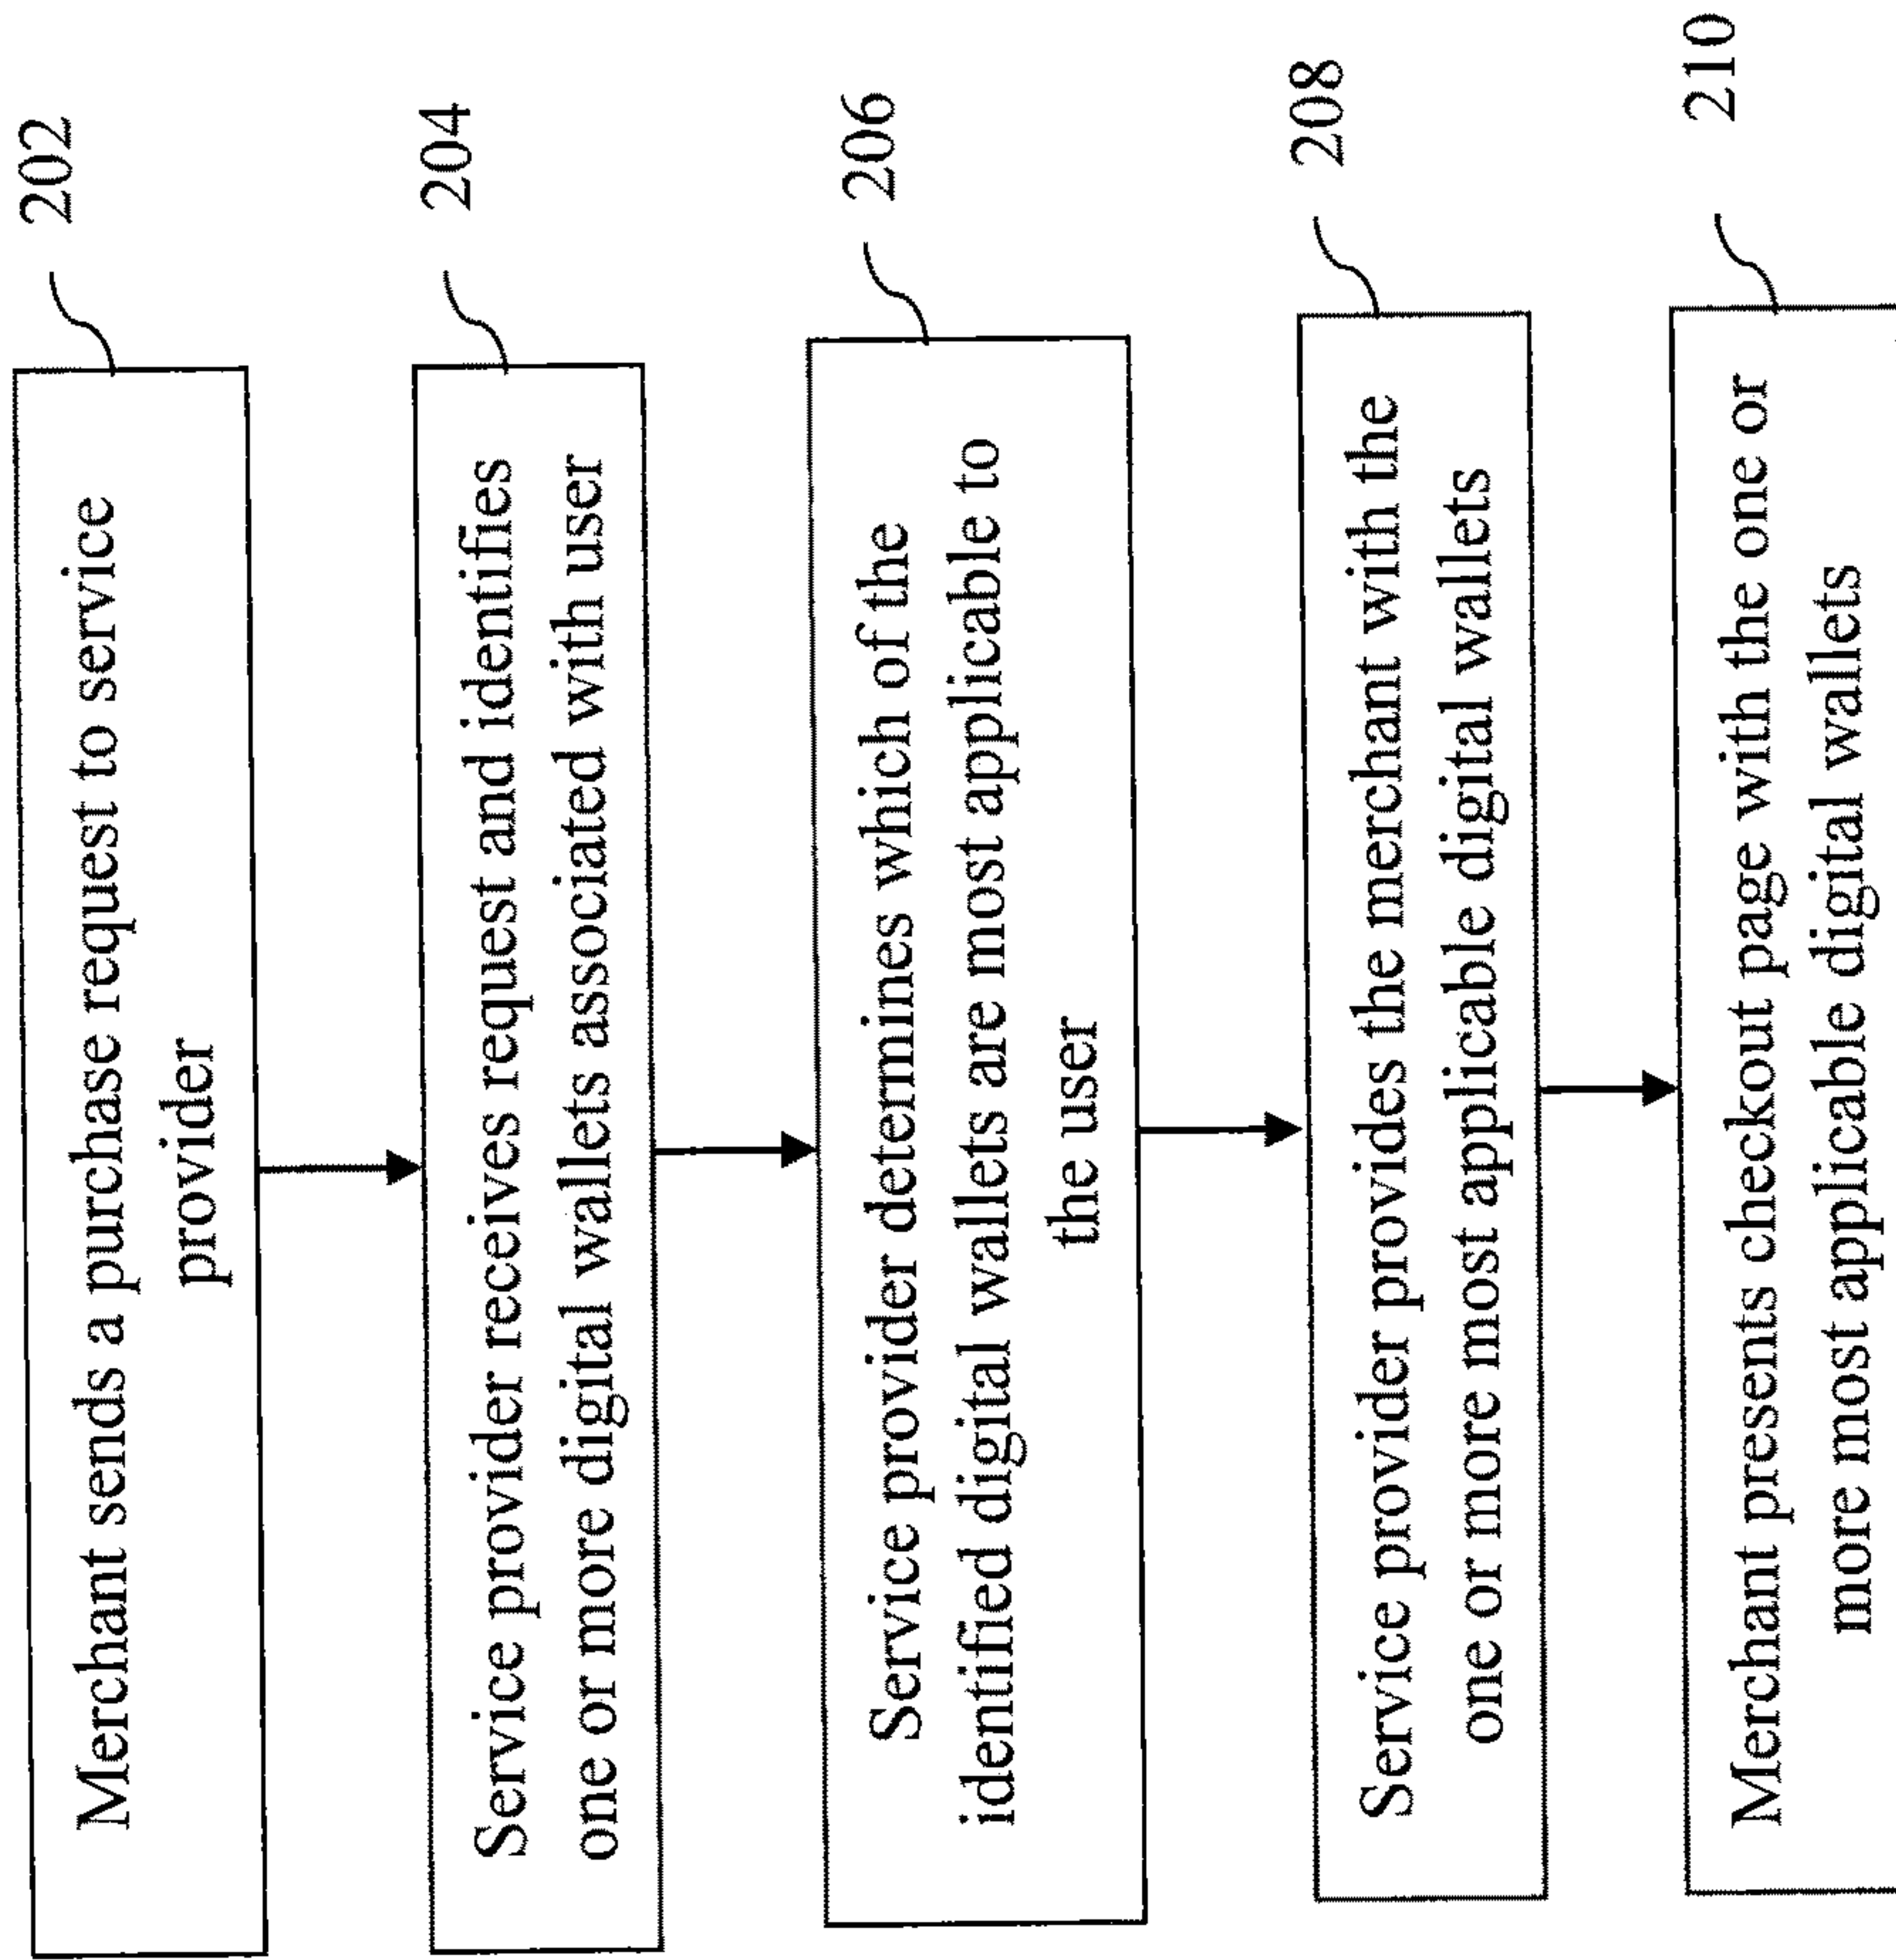 202
Merchant sends a purchase request to service
provider
204
Service provider receives request and identifies
one or more digital wallets associated with user
206
Service provider determines which of the
identified digital wallets are most applicable to
the user
208
Service provider provides the merchant with the
one or more most applicable digital wallets
210
Merchant presents checkout page with the one or
more most applicable digital wallets